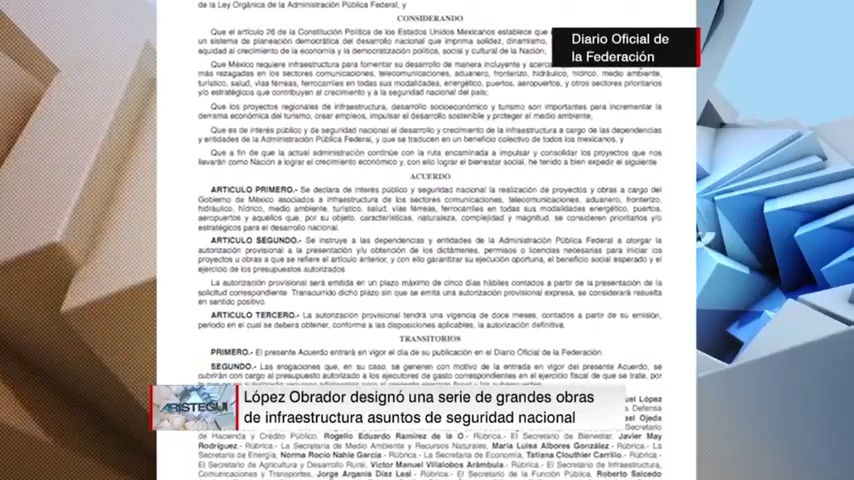 de la Ley Orgánica de la Administración Pública Federal, y
CONSIDERANDO
Que el artículo 26 de la Constitución Política de los Estados Unidos Mexicanos establece que
un sistema de planeación democrática del desarrollo nacional que imprima solidez, dinamismo,
equidad al crecimiento de la economía y la democratización política, social y cultural de la Nación;
Diario Oficial de
la Federación
Que México requiere infraestructura para fomentar su desarrollo de manera incluyente y acerca
más rezagadas en los sectores comunicaciones, telecomunicaciones, aduanero, fronterizo, hidráulico, hídrico, medio ambiente,
turístico, salud, vías férreas, ferrocarriles en todas sus modalidades, energético, puertos, aeropuertos, y otros sectores prioritarios
y/o estratégicos que contribuyen al crecimiento y a la seguridad nacional del país;
Que los proyectos regionales de infraestructura, desarrollo socioeconómico y turismo son importantes para incrementar la
derrama económica del turismo, crear empleos, impulsar el desarrollo sostenible y proteger el medio ambiente,
Que es de interés público y de seguridad nacional el desarrollo y crecimiento de la infraestructura a cargo de las dependencias
y entidades de la Administración Pública Federal, y que se traducen en un beneficio colectivo de todos los mexicanos, y
Que a fin de que la actual administración continúe con la ruta encaminada a impulsar y consolidar los proyectos que nos
llevarán como Nación a lograr el crecimiento económico y, con ello lograr el bienestar social, he tenido a bien expedir el siguiente
ACUERDO
ARTICULO PRIMERO.- Se declara de interés público y seguridad nacional la realización de proyectos y obras a cargo del
Gobierno de México asociados a infraestructura de los sectores comunicaciones, telecomunicaciones, aduanero, fronterizo,
hidráulico, hídrico, medio ambiente, turístico, salud, vías férreas, ferrocarriles en todas sus modalidades energético, puertos,
aeropuertos y aquellos que, por su objeto, características, naturaleza, complejidad y magnitud, se consideren prioritarios y/o
estratégicos para el desarrollo nacional.
ARTICULO SEGUNDO.- Se instruye a las dependencias y entidades de la Administración Pública Federal a otorgar la
autorización provisional a la presentación y/u obtención de los dictámenes, permisos o licencias necesarias para iniciar los
proyectos u obras a que se refiere el artículo anterior, y con ello garantizar su ejecución oportuna, el beneficio social esperado y el
ejercicio de los presupuestos autorizados.
La autorización provisional será emitida en un plazo máximo de cinco días hábiles contados a partir de la presentación de la
solicitud correspondiente. Transcurrido dicho plazo sin que se emita una autorización provisional expresa, se considerará resuelta
en sentido positivo.
ARTICULO TERCERO.- La autorización provisional tendrá una vigencia de doce meses, contados a partir de su emisión,
periodo en el cual se deberá obtener, conforme a las disposiciones aplicables, la autorización definitiva.
TRANSITORIOS
PRIMERO.- El presente Acuerdo entrará en vigor el día de su publicación en el Diario Oficial de la Federación.
SEGUNDO.- Las erogaciones que, en su caso, se generen con motivo de la entrada en vigor del presente Acuerdo, se
cubrirán con cargo al presupuesto autorizado a los ejecutores de gasto correspondientes en el ejercicio fiscal de que se trate, por
ARISTEGUI
López Obrador designó una serie de grandes obras
de infraestructura asuntos de seguridad nacional
uel López
Defensa
el Ojeda
Secretario
de Hacienda y Crédito Público, Rogelio Eduardo Ramírez de la O.- Rúbrica.- El Secretario de Bienestar, Javier May
Rodríguez.- Rúbrica.- La Secretaria de Medio Ambiente y Recursos Naturales, María Luisa Albores González.- Rúbrica.- La
Secretaria de Energía, Norma Rocío Nahle García.- Rúbrica.- La Secretaria de Economía, Tatiana Clouthier Carrillo.- Rúbrica.-
El Secretario de Agricultura y Desarrollo Rural, Víctor Manuel Villalobos Arámbula.- Rúbrica.- El Secretario de Infraestructura,
Comunicaciones y Transportes, Jorge Arganis Díaz Leal.- Rúbrica.- El Secretario de la Función Pública, Roberto Salcedo